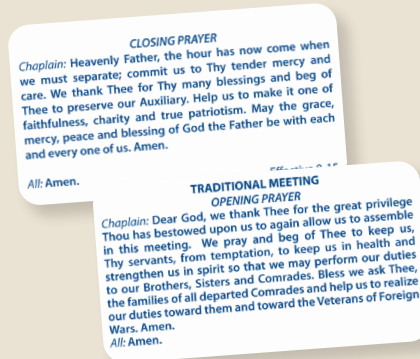 CLOSING PRAYER
Chaplain: Heavenly Father, the hour has now come when
we must separate; commit us to Thy tender mercy and
care. We thank Thee for Thy many blessings and beg of
Thee to preserve our Auxiliary. Help us to make it one of
faithfulness, charity and true patriotism. May the grace,
mercy, peace and blessing of God the Father be with each
and every one of us. Amen.
All: Amen.
TRADITIONAL MEETING
OPENING PRAYER
Chaplain: Dear God, we thank Thee for the great privilege
Thou has bestowed upon us to again allow us to assemble
in this meeting. We pray and beg of Thee to keep us,
Thy servants, from temptation, to keep us in health and
strengthen us in spirit so that we may perform our duties
to our Brothers, Sisters and Comrades. Bless we ask Thee,
the families of all departed Comrades and help us to realize
our duties toward them and toward the Veterans of Foreign
Wars. Amen.
All: Amen.